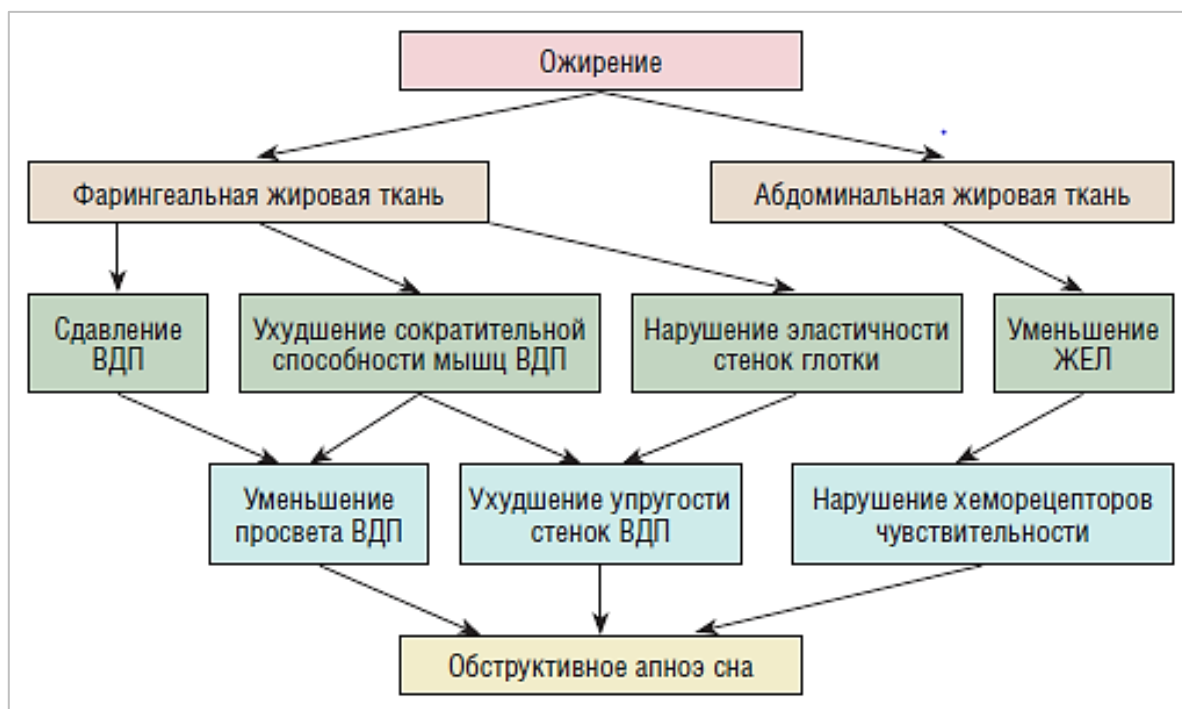 Ожирение
Фарингеальная жировая ткань
Абдоминальная жировая ткань
Сдавление
ВДП
Ухудшение сократительной
способности мышц ВДП
Нарушение эластичности
стенок глотки
Уменьшение
ЖЕЛ
Уменьшение
просвета ВДП
Ухудшение упругости
стенок ВДП
Нарушение хеморецепторов
чувствительности
Обструктивное апноэ сна